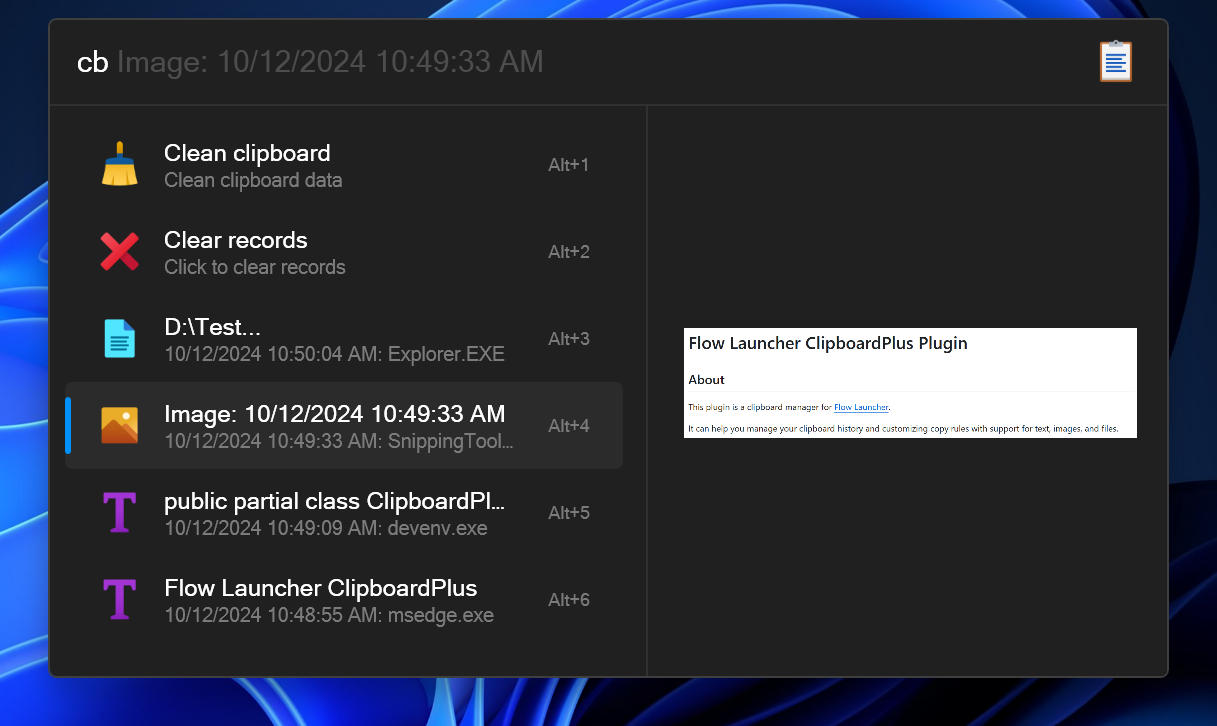 cb Image: 10/12/2024 10:49:33 AM
Clean clipboard
Clean clipboard data
Alt+1
Clear records
Click to clear records
Alt+2
D:\Test...
10/12/2024 10:50:04 AM: Explorer.EXE
Alt+3
Image: 10/12/2024 10:49:33 AM
10/12/2024 10:49:33 AM: SnippingTool...
Alt+4
public partial class ClipboardPl...
10/12/2024 10:49:09 AM: devenv.exe
Alt+5
Flow Launcher ClipboardPlus
10/12/2024 10:48:55 AM: msedge.exe
Alt+6
Flow Launcher ClipboardPlus Plugin
About
This plugin is a clipboard manager for Flow Launcher.
It can help you manage your clipboard history and customizing copy rules with support for text, images, and files.